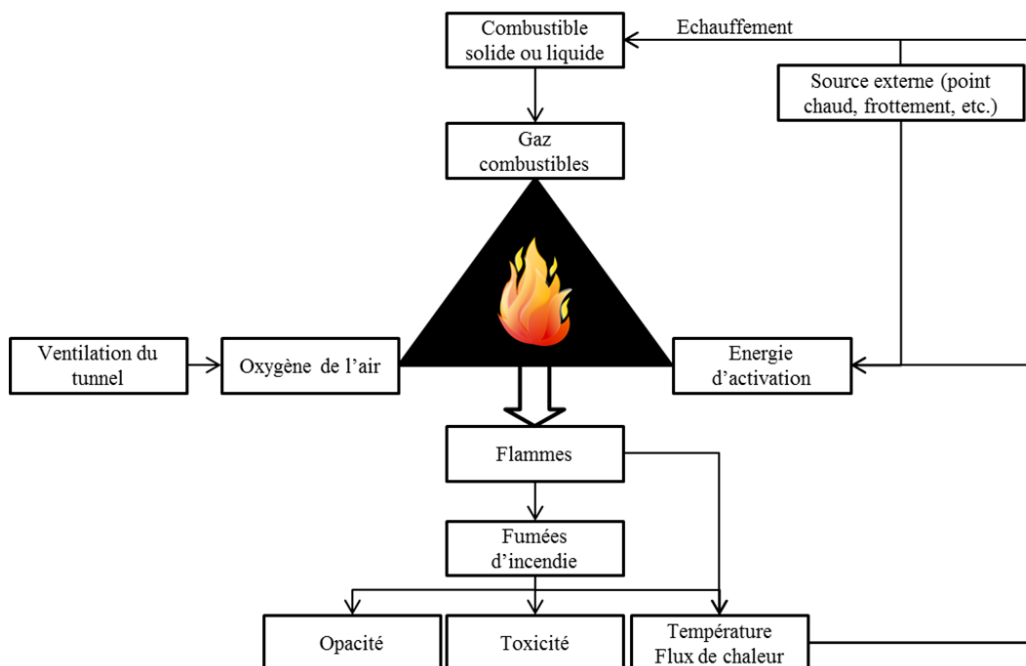 Combustible
solide ou liquide
Echauffement
Source externe (point
chaud, frottement, etc.)
Gaz
combustibles
Ventilation du
tunnel
Oxygène de l'air
Energie
d'activation
Flammes
Fumées
d'incendie
Opacité
Toxicité
Température
Flux de chaleur